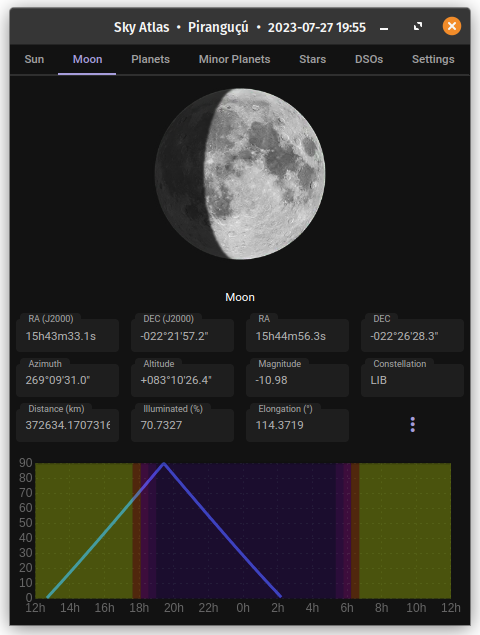 Sky Atlas • Piranguçú • 2023-07-27 19:55
Sun Moon Planets Minor Planets Stars DSOs Settings
Moon
RA (J2000) DEC (J2000) RA DEC
15h43m33.1s -022°21'57.2" 15h44m56.3s -022°26'28.3"
Azimuth Altitude Magnitude Constellation
269°09'31.0" +083°10'26.4" -10.98 LIB
Distance (km) Illuminated (%) Elongation (°)
372634.1707316 70.7327 114.3719
90
80
70
60
50
40
30
20
10
0
12h 14h 16h 18h 20h 22h 0h 2h 4h 6h 8h 10h 12h